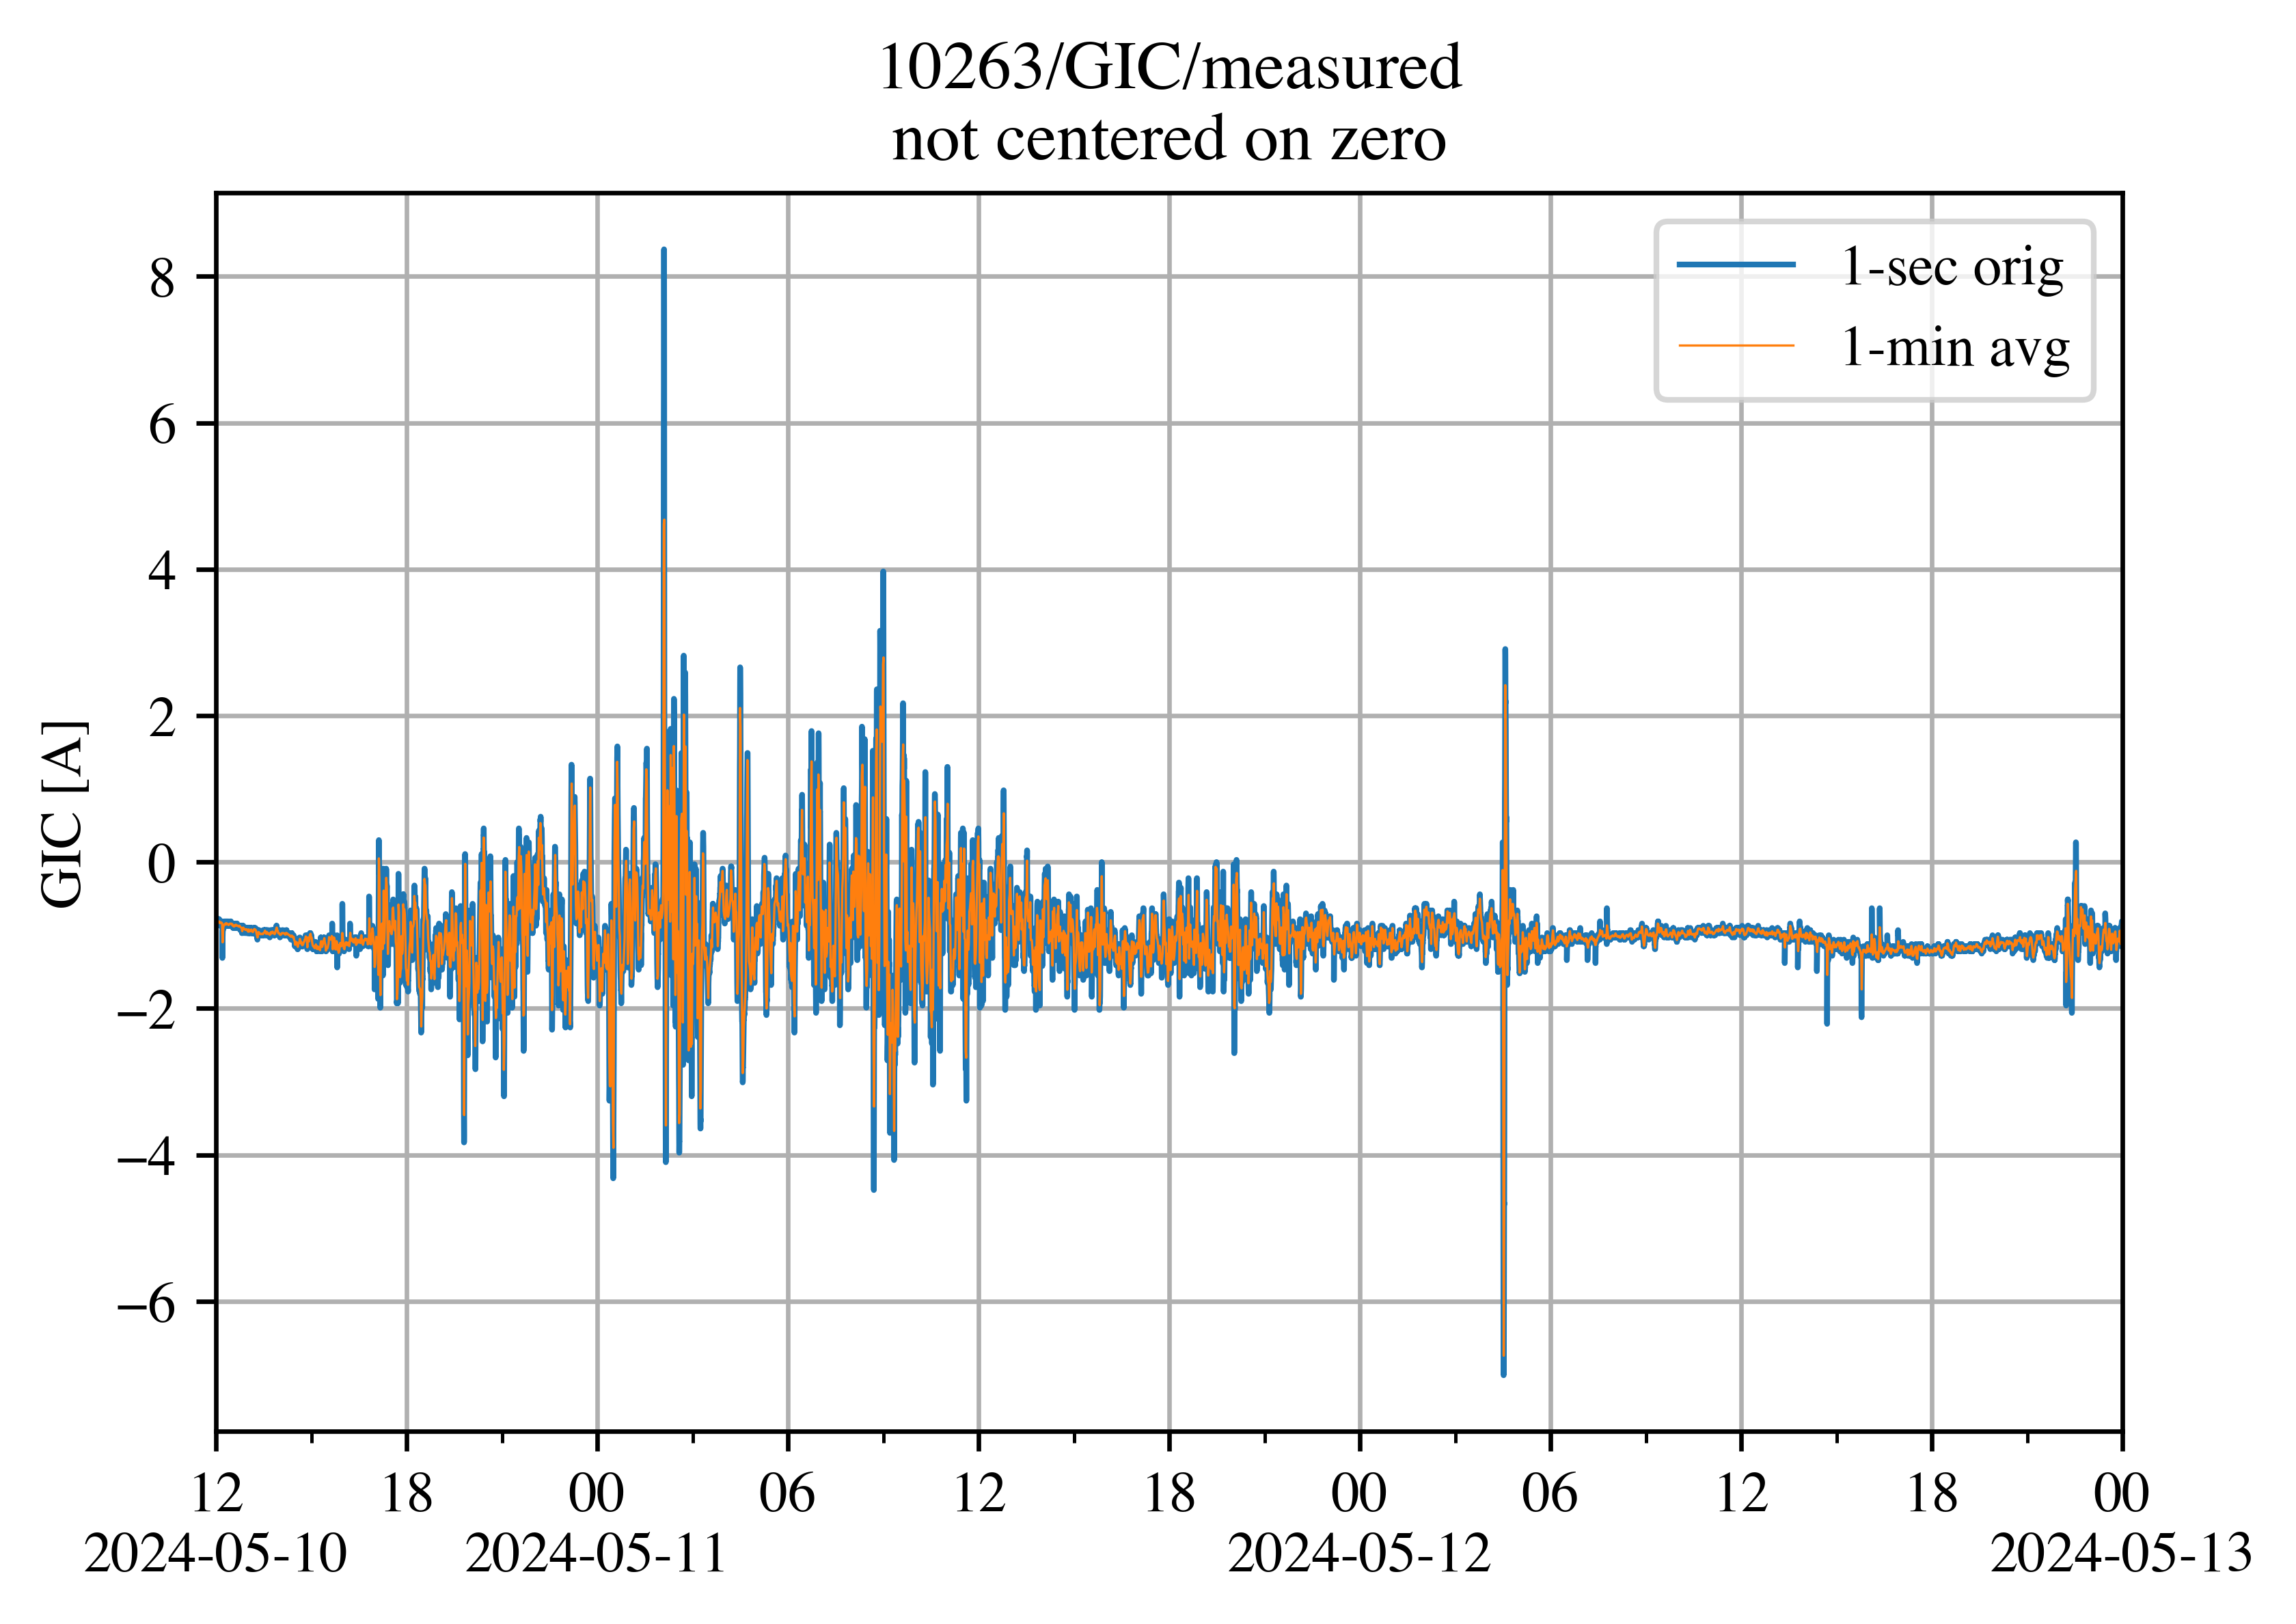 10263/GIC/measured
not centered on zero
1-sec orig
1-min avg
GIC [A]
8
6
4
2
0
−2
−4
−6
12 18 00 06 12 18 00 06 12 18 00
2024-05-10 2024-05-11 2024-05-12 2024-05-13